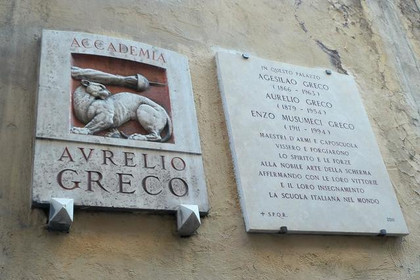 ACCADEMIA
AVRELIO
GRECO
IN QUESTO PALAZZO
AGESILAO GRECO
(1866 - 1963)
AURELIO GRECO
(1879 - 1954)
ENZO MUSUMECI GRECO
(1911 - 1994)
MAESTRI D'ARMI E CAPOSCUOLA
VISSERO E FORGIARONO
LO SPIRITO E LE FORZE
ALLA NOBILE ARTE DELLA SCHERMA
AFFERMANDO CON LE LORO VITTORIE
E IL LORO INSEGNAMENTO
LA SCUOLA ITALIANA NEL MONDO
S.P.Q.R.